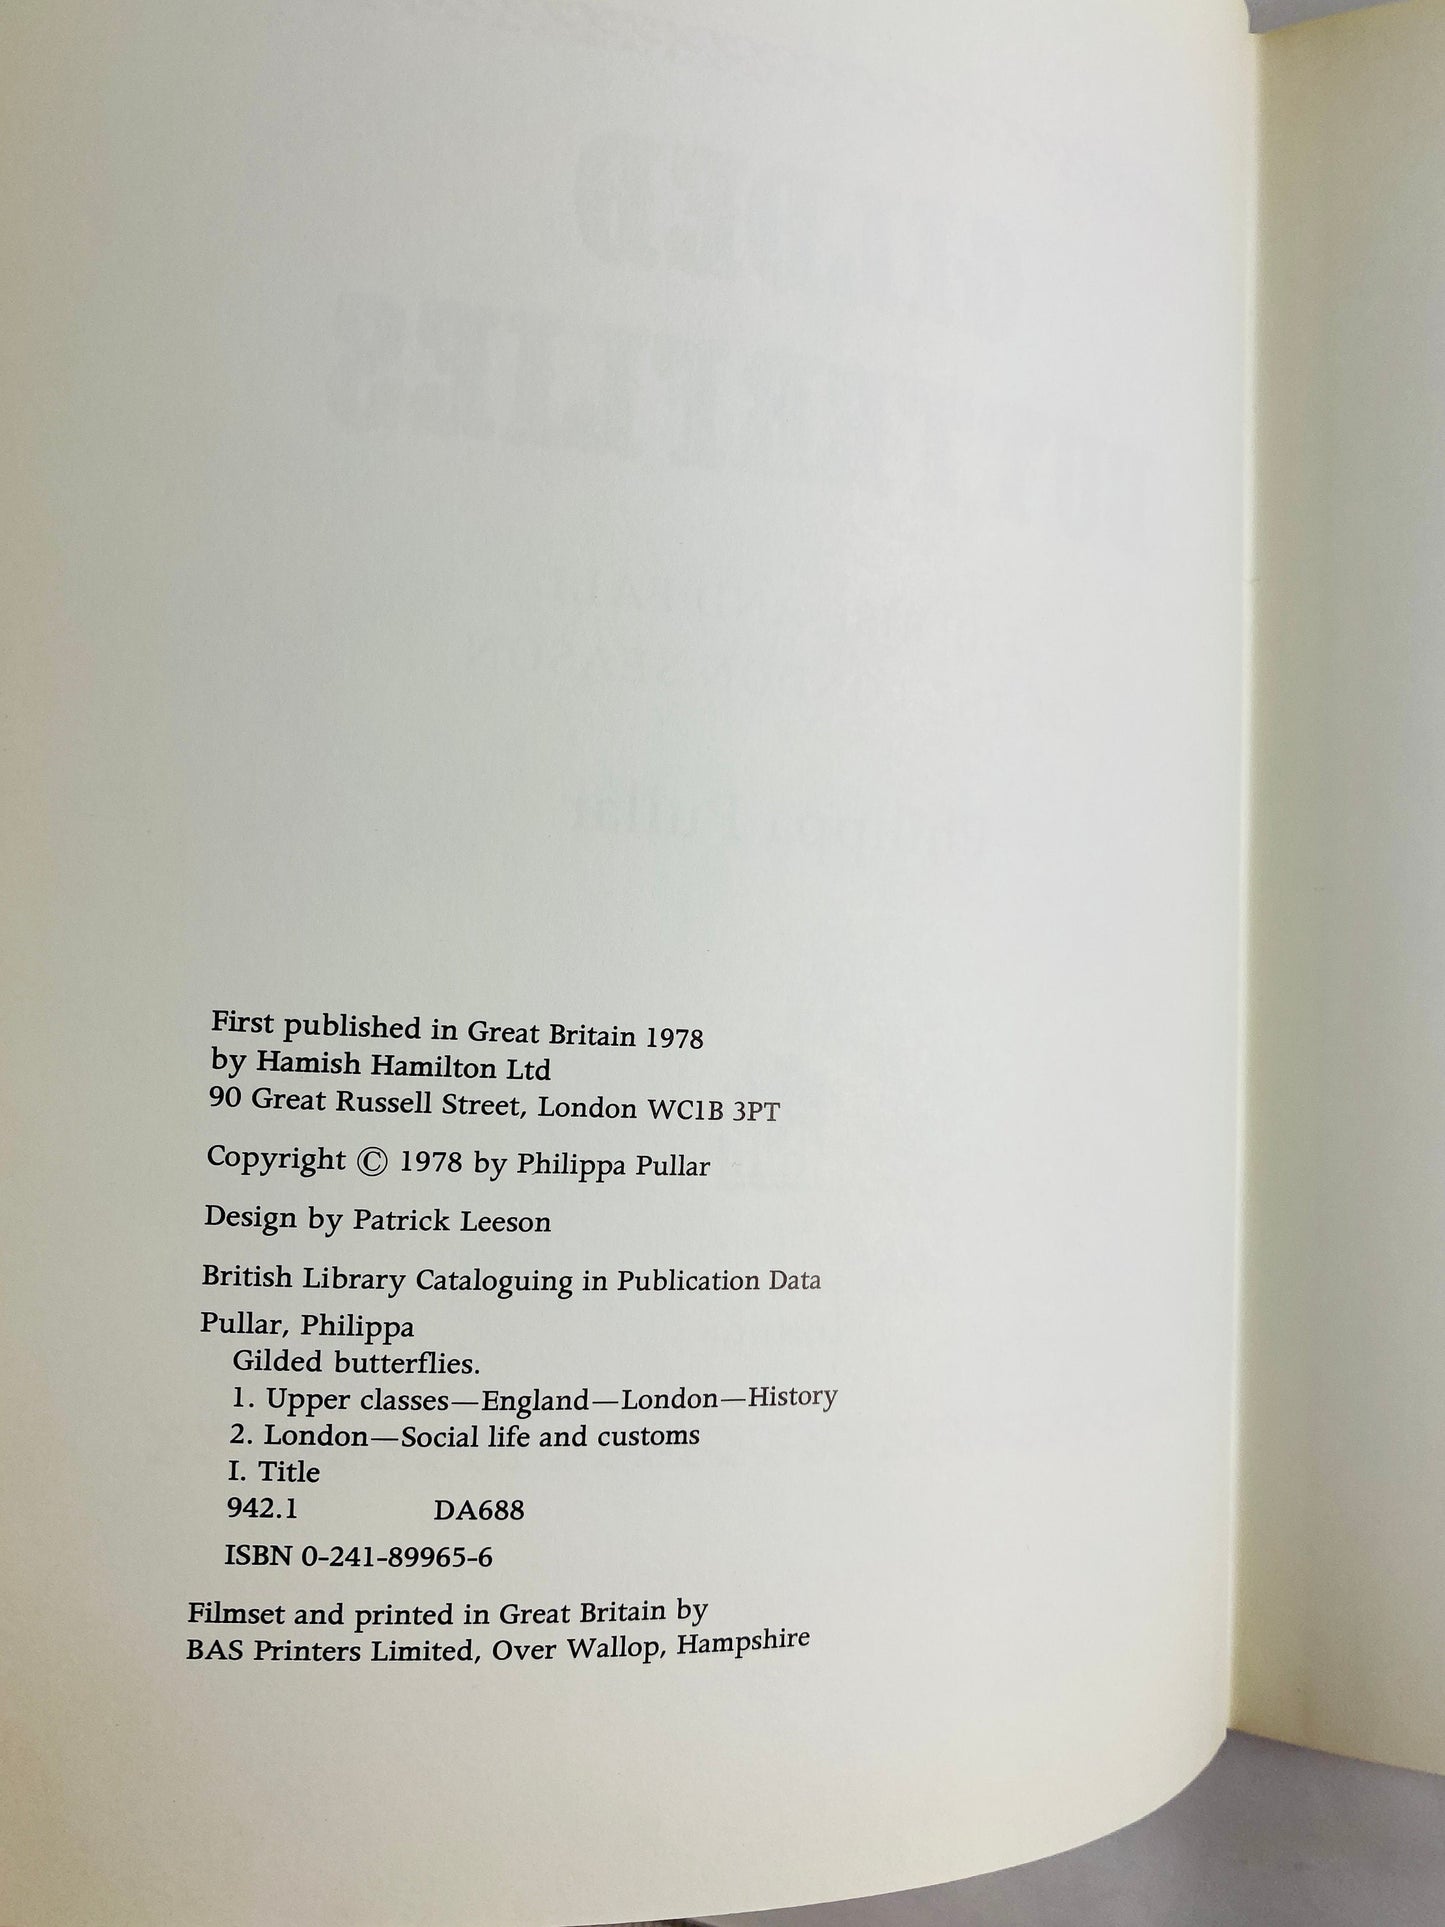 First published in Great Britain 1978
by Hamish Hamilton Ltd
90 Great Russell Street, London WC1B 3PT
Copyright © 1978 by Philippa Pullar
Design by Patrick Leeson
British Library Cataloguing in Publication Data
Pullar, Philippa
Gilded butterflies.
1. Upper classes—England—London—History
2. London—Social life and customs
I. Title
942.1 DA688
ISBN 0-241-89965-6
Filmset and printed in Great Britain by
BAS Printers Limited, Over Wallop, Hampshire